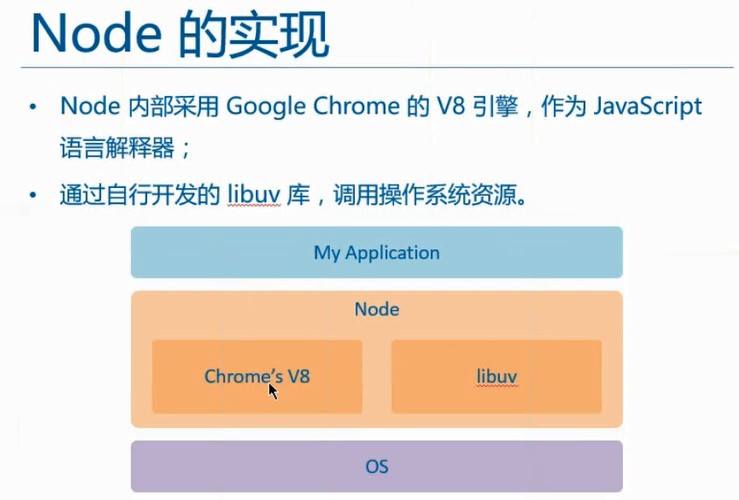 Node 的实现
• Node 内部采用 Google Chrome 的 V8 引擎，作为 JavaScript
语言解释器；
• 通过自行开发的 libuv 库，调用操作系统资源。
My Application
Node
Chrome’s V8
libuv
OS